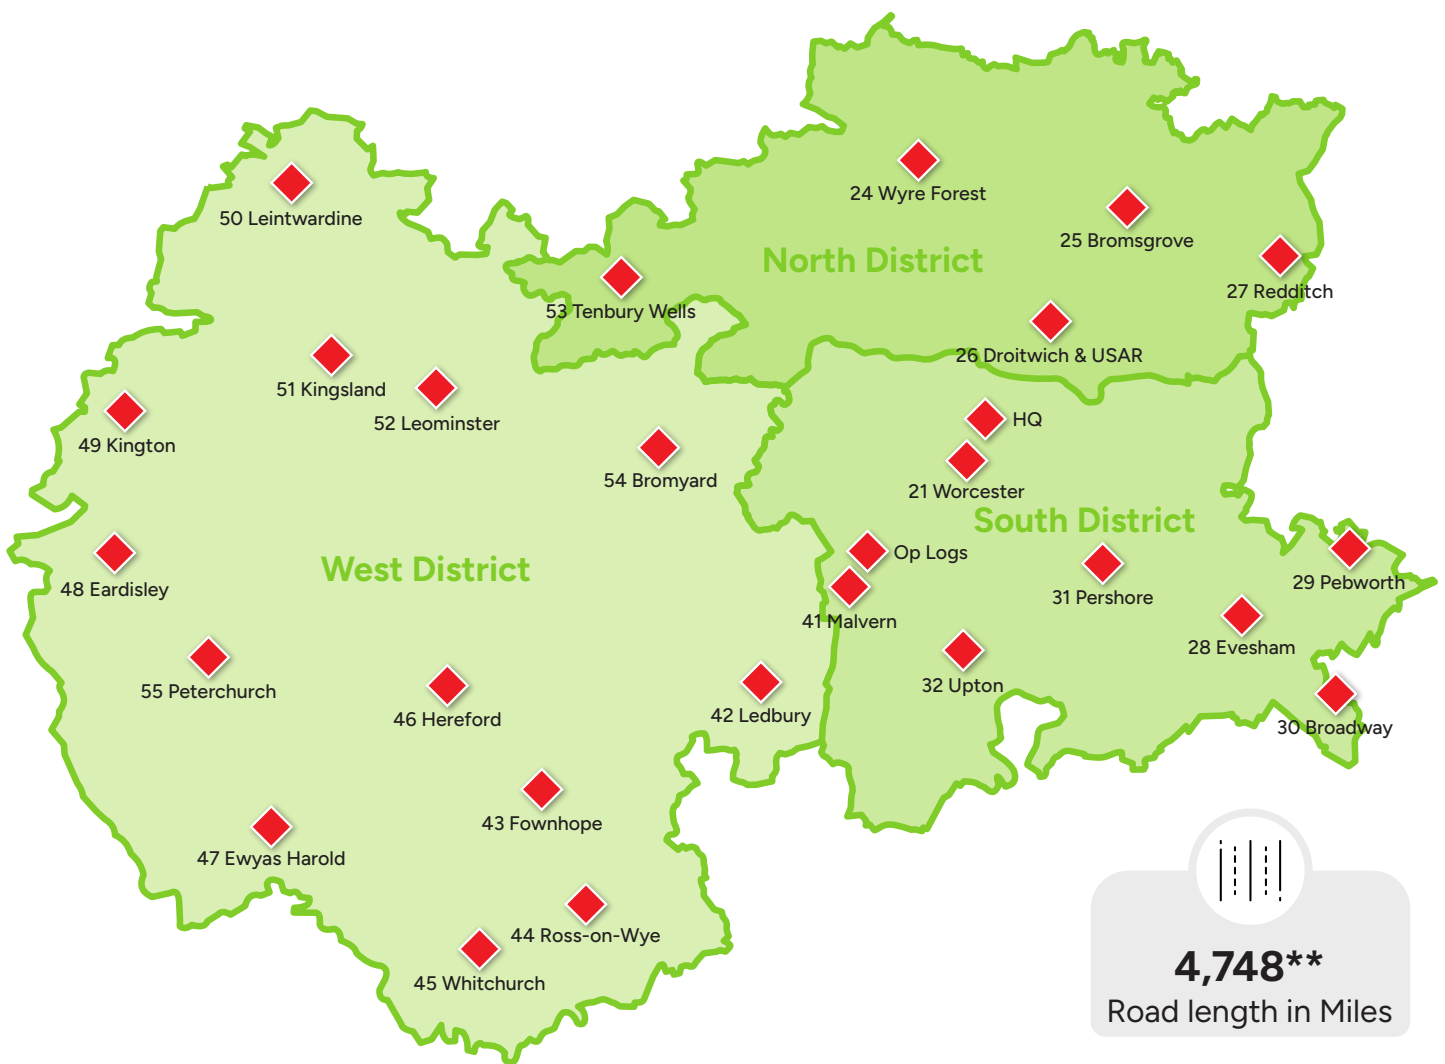 24 Wyre Forest
50 Leintwardine
25 Bromsgrove
North District
27 Redditch
53 Tenbury Wells
26 Droitwich & USAR
51 Kingsland
HQ
52 Leominster
49 Kington
54 Bromyard
21 Worcester
South District
Op Logs
West District
29 Pebworth
48 Eardisley
31 Pershore
41 Malvern
28 Evesham
55 Peterchurch
32 Upton
46 Hereford
42 Ledbury
30 Broadway
43 Fownhope
47 Ewyas Harold
44 Ross-on-Wye
45 Whitchurch
4,748**
Road length in Miles